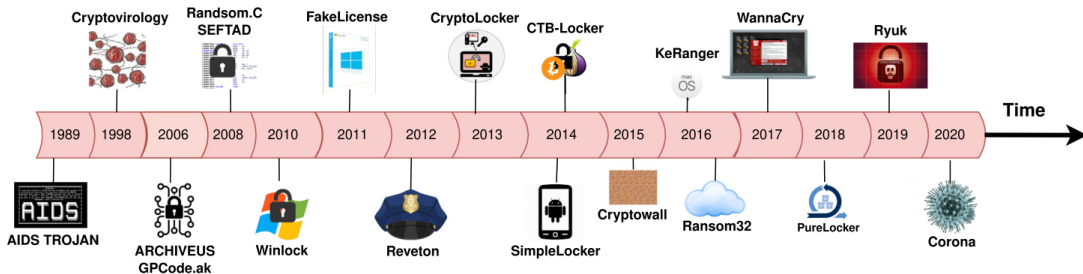 Cryptovirology
Randsom.C
SEFTAD
FakeLicense
CryptoLocker
CTB-Locker
KeRanger
mac
OS
WannaCry
Ryuk
Time
1989
1998
2006
2008
2010
2011
2012
2013
2014
2015
2016
2017
2018
2019
2020
AIDS
AIDS TROJAN
ARCHIVEUS
GPCode.ak
Winlock
Reveton
SimpleLocker
Cryptowall
Ransom32
PureLocker
Corona